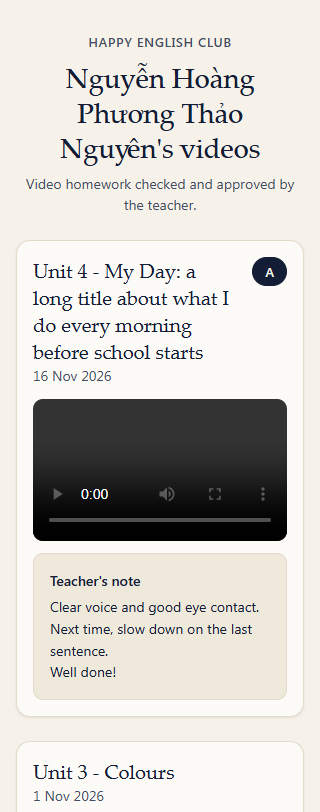 HAPPY ENGLISH CLUB
Nguyễn Hoàng
Phương Thảo
Nguyên's videos
Video homework checked and approved by
the teacher.
Unit 4 - My Day: a
long title about what I
do every morning
before school starts
A
16 Nov 2026
0:00
Teacher's note
Clear voice and good eye contact.
Next time, slow down on the last
sentence.
Well done!
Unit 3 - Colours
1 Nov 2026